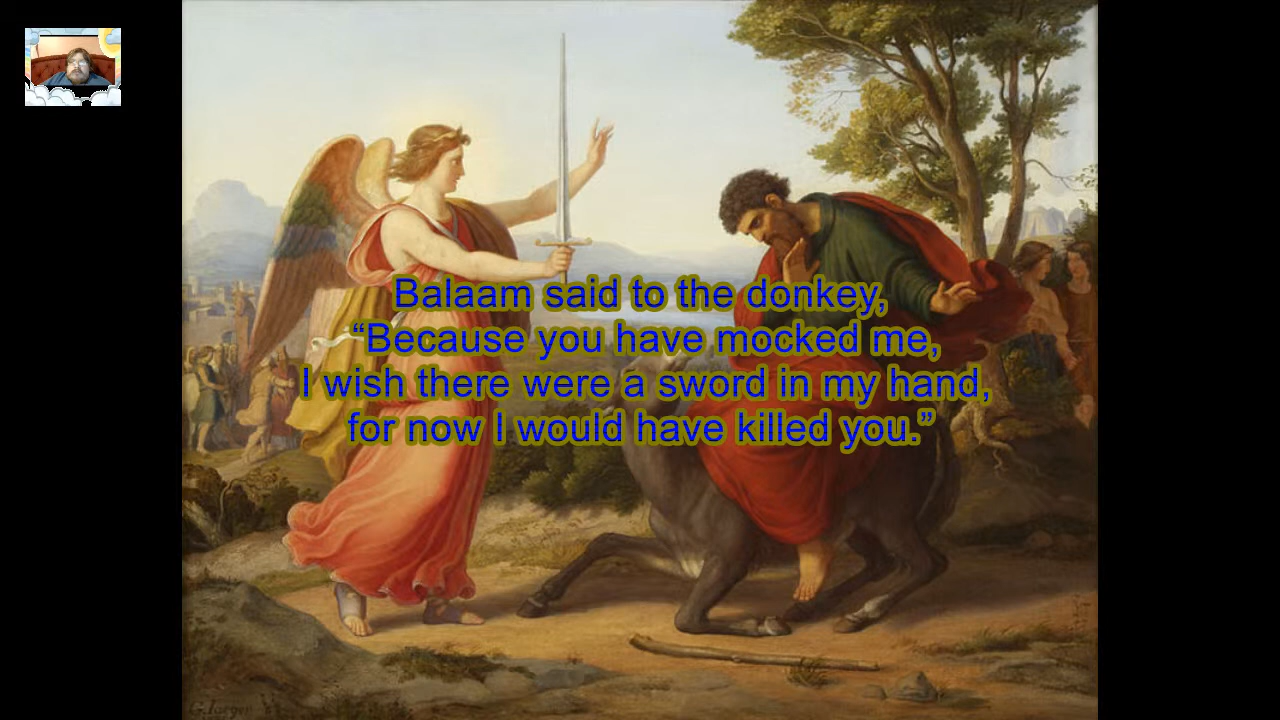 Balaam said to the donkey,
“Because you have mocked me,
I wish there were a sword in my hand,
for now I would have killed you.”
G. Jaeger